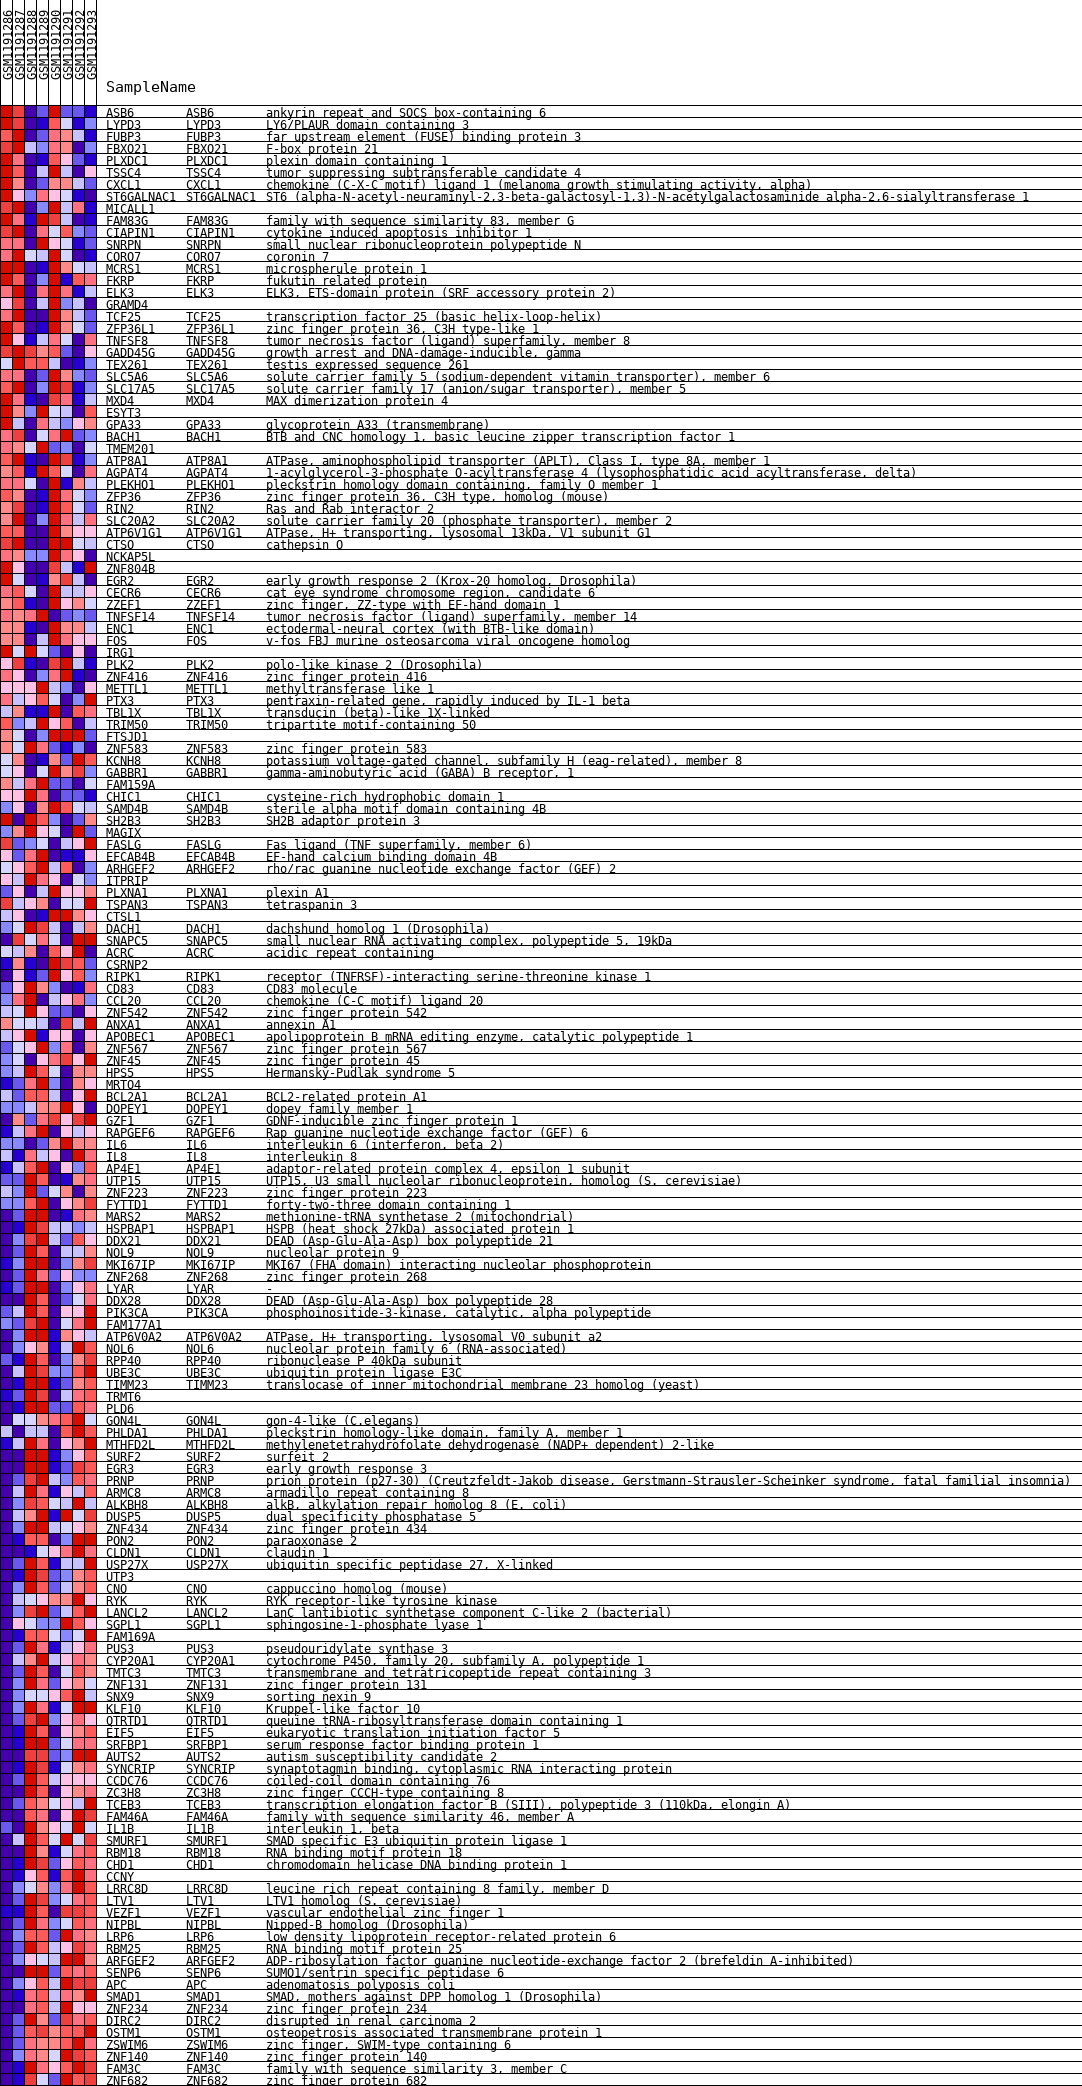 GSM1191286
GSM1191287
GSM1191288
GSM1191289
GSM1191290
GSM1191291
GSM1191292
GSM1191293
SampleName
ASB6 ASB6 ankyrin repeat and SOCS box-containing 6
LYPD3 LYPD3 LY6/PLAUR domain containing 3
FUBP3 FUBP3 far upstream element (FUSE) binding protein 3
FBXO21 FBXO21 F-box protein 21
PLXDC1 PLXDC1 plexin domain containing 1
TSSC4 TSSC4 tumor suppressing subtransferable candidate 4
CXCL1 CXCL1 chemokine (C-X-C motif) ligand 1 (melanoma growth stimulating activity, alpha)
ST6GALNAC1 ST6GALNAC1 ST6 (alpha-N-acetyl-neuraminyl-2,3-beta-galactosyl-1,3)-N-acetylgalactosaminide alpha-2,6-sialyltransferase 1
MICALL1
FAM83G FAM83G family with sequence similarity 83, member G
CIAPIN1 CIAPIN1 cytokine induced apoptosis inhibitor 1
SNRPN SNRPN small nuclear ribonucleoprotein polypeptide N
CORO7 CORO7 coronin 7
MCRS1 MCRS1 microspherule protein 1
FKRP FKRP fukutin related protein
ELK3 ELK3 ELK3, ETS-domain protein (SRF accessory protein 2)
GRAMD4
TCF25 TCF25 transcription factor 25 (basic helix-loop-helix)
ZFP36L1 ZFP36L1 zinc finger protein 36, C3H type-like 1
TNFSF8 TNFSF8 tumor necrosis factor (ligand) superfamily, member 8
GADD45G GADD45G growth arrest and DNA-damage-inducible, gamma
TEX261 TEX261 testis expressed sequence 261
SLC5A6 SLC5A6 solute carrier family 5 (sodium-dependent vitamin transporter), member 6
SLC17A5 SLC17A5 solute carrier family 17 (anion/sugar transporter), member 5
MXD4 MXD4 MAX dimerization protein 4
ESYT3
GPA33 GPA33 glycoprotein A33 (transmembrane)
BACH1 BACH1 BTB and CNC homology 1, basic leucine zipper transcription factor 1
TMEM201
ATP8A1 ATP8A1 ATPase, aminophospholipid transporter (APLT), Class I, type 8A, member 1
AGPAT4 AGPAT4 1-acylglycerol-3-phosphate O-acyltransferase 4 (lysophosphatidic acid acyltransferase, delta)
PLEKHO1 PLEKHO1 pleckstrin homology domain containing, family O member 1
ZFP36 ZFP36 zinc finger protein 36, C3H type, homolog (mouse)
RIN2 RIN2 Ras and Rab interactor 2
SLC20A2 SLC20A2 solute carrier family 20 (phosphate transporter), member 2
ATP6V1G1 ATP6V1G1 ATPase, H+ transporting, lysosomal 13kDa, V1 subunit G1
CTSO CTSO cathepsin O
NCKAP5L
ZNF804B
EGR2 EGR2 early growth response 2 (Krox-20 homolog, Drosophila)
CECR6 CECR6 cat eye syndrome chromosome region, candidate 6
ZZEF1 ZZEF1 zinc finger, ZZ-type with EF-hand domain 1
TNFSF14 TNFSF14 tumor necrosis factor (ligand) superfamily, member 14
ENC1 ENC1 ectodermal-neural cortex (with BTB-like domain)
FOS FOS v-fos FBJ murine osteosarcoma viral oncogene homolog
IRG1
PLK2 PLK2 polo-like kinase 2 (Drosophila)
ZNF416 ZNF416 zinc finger protein 416
METTL1 METTL1 methyltransferase like 1
PTX3 PTX3 pentraxin-related gene, rapidly induced by IL-1 beta
TBL1X TBL1X transducin (beta)-like 1X-linked
TRIM50 TRIM50 tripartite motif-containing 50
FTSJD1
ZNF583 ZNF583 zinc finger protein 583
KCNH8 KCNH8 potassium voltage-gated channel, subfamily H (eag-related), member 8
GABBR1 GABBR1 gamma-aminobutyric acid (GABA) B receptor, 1
FAM159A
CHIC1 CHIC1 cysteine-rich hydrophobic domain 1
SAMD4B SAMD4B sterile alpha motif domain containing 4B
SH2B3 SH2B3 SH2B adaptor protein 3
MAGIX
FASLG FASLG Fas ligand (TNF superfamily, member 6)
EFCAB4B EFCAB4B EF-hand calcium binding domain 4B
ARHGEF2 ARHGEF2 rho/rac guanine nucleotide exchange factor (GEF) 2
ITPRIP
PLXNA1 PLXNA1 plexin A1
TSPAN3 TSPAN3 tetraspanin 3
CTSL1
DACH1 DACH1 dachshund homolog 1 (Drosophila)
SNAPC5 SNAPC5 small nuclear RNA activating complex, polypeptide 5, 19kDa
ACRC ACRC acidic repeat containing
CSRNP2
RIPK1 RIPK1 receptor (TNFRSF)-interacting serine-threonine kinase 1
CD83 CD83 CD83 molecule
CCL20 CCL20 chemokine (C-C motif) ligand 20
ZNF542 ZNF542 zinc finger protein 542
ANXA1 ANXA1 annexin A1
APOBEC1 APOBEC1 apolipoprotein B mRNA editing enzyme, catalytic polypeptide 1
ZNF567 ZNF567 zinc finger protein 567
ZNF45 ZNF45 zinc finger protein 45
HPS5 HPS5 Hermansky-Pudlak syndrome 5
MRTO4
BCL2A1 BCL2A1 BCL2-related protein A1
DOPEY1 DOPEY1 dopey family member 1
GZF1 GZF1 GDNF-inducible zinc finger protein 1
RAPGEF6 RAPGEF6 Rap guanine nucleotide exchange factor (GEF) 6
IL6 IL6 interleukin 6 (interferon, beta 2)
IL8 IL8 interleukin 8
AP4E1 AP4E1 adaptor-related protein complex 4, epsilon 1 subunit
UTP15 UTP15 UTP15, U3 small nucleolar ribonucleoprotein, homolog (S. cerevisiae)
ZNF223 ZNF223 zinc finger protein 223
FYTTD1 FYTTD1 forty-two-three domain containing 1
MARS2 MARS2 methionine-tRNA synthetase 2 (mitochondrial)
HSPBAP1 HSPBAP1 HSPB (heat shock 27kDa) associated protein 1
DDX21 DDX21 DEAD (Asp-Glu-Ala-Asp) box polypeptide 21
NOL9 NOL9 nucleolar protein 9
MKI67IP MKI67IP MKI67 (FHA domain) interacting nucleolar phosphoprotein
ZNF268 ZNF268 zinc finger protein 268
LYAR LYAR -
DDX28 DDX28 DEAD (Asp-Glu-Ala-Asp) box polypeptide 28
PIK3CA PIK3CA phosphoinositide-3-kinase, catalytic, alpha polypeptide
FAM177A1
ATP6V0A2 ATP6V0A2 ATPase, H+ transporting, lysosomal V0 subunit a2
NOL6 NOL6 nucleolar protein family 6 (RNA-associated)
RPP40 RPP40 ribonuclease P 40kDa subunit
UBE3C UBE3C ubiquitin protein ligase E3C
TIMM23 TIMM23 translocase of inner mitochondrial membrane 23 homolog (yeast)
TRMT6
PLD6
GON4L GON4L gon-4-like (C.elegans)
PHLDA1 PHLDA1 pleckstrin homology-like domain, family A, member 1
MTHFD2L MTHFD2L methylenetetrahydrofolate dehydrogenase (NADP+ dependent) 2-like
SURF2 SURF2 surfeit 2
EGR3 EGR3 early growth response 3
PRNP PRNP prion protein (p27-30) (Creutzfeldt-Jakob disease, Gerstmann-Strausler-Scheinker syndrome, fatal familial insomnia)
ARMC8 ARMC8 armadillo repeat containing 8
ALKBH8 ALKBH8 alkB, alkylation repair homolog 8 (E. coli)
DUSP5 DUSP5 dual specificity phosphatase 5
ZNF434 ZNF434 zinc finger protein 434
PON2 PON2 paraoxonase 2
CLDN1 CLDN1 claudin 1
USP27X USP27X ubiquitin specific peptidase 27, X-linked
UTP3
CNO CNO cappuccino homolog (mouse)
RYK RYK RYK receptor-like tyrosine kinase
LANCL2 LANCL2 LanC lantibiotic synthetase component C-like 2 (bacterial)
SGPL1 SGPL1 sphingosine-1-phosphate lyase 1
FAM169A
PUS3 PUS3 pseudouridylate synthase 3
CYP20A1 CYP20A1 cytochrome P450, family 20, subfamily A, polypeptide 1
TMTC3 TMTC3 transmembrane and tetratricopeptide repeat containing 3
ZNF131 ZNF131 zinc finger protein 131
SNX9 SNX9 sorting nexin 9
KLF10 KLF10 Kruppel-like factor 10
QTRTD1 QTRTD1 queuine tRNA-ribosyltransferase domain containing 1
EIF5 EIF5 eukaryotic translation initiation factor 5
SRFBP1 SRFBP1 serum response factor binding protein 1
AUTS2 AUTS2 autism susceptibility candidate 2
SYNCRIP SYNCRIP synaptotagmin binding, cytoplasmic RNA interacting protein
CCDC76 CCDC76 coiled-coil domain containing 76
ZC3H8 ZC3H8 zinc finger CCCH-type containing 8
TCEB3 TCEB3 transcription elongation factor B (SIII), polypeptide 3 (110kDa, elongin A)
FAM46A FAM46A family with sequence similarity 46, member A
IL1B IL1B interleukin 1, beta
SMURF1 SMURF1 SMAD specific E3 ubiquitin protein ligase 1
RBM18 RBM18 RNA binding motif protein 18
CHD1 CHD1 chromodomain helicase DNA binding protein 1
CCNY
LRRC8D LRRC8D leucine rich repeat containing 8 family, member D
LTV1 LTV1 LTV1 homolog (S. cerevisiae)
VEZF1 VEZF1 vascular endothelial zinc finger 1
NIPBL NIPBL Nipped-B homolog (Drosophila)
LRP6 LRP6 low density lipoprotein receptor-related protein 6
RBM25 RBM25 RNA binding motif protein 25
ARFGEF2 ARFGEF2 ADP-ribosylation factor guanine nucleotide-exchange factor 2 (brefeldin A-inhibited)
SENP6 SENP6 SUMO1/sentrin specific peptidase 6
APC APC adenomatosis polyposis coli
SMAD1 SMAD1 SMAD, mothers against DPP homolog 1 (Drosophila)
ZNF234 ZNF234 zinc finger protein 234
DIRC2 DIRC2 disrupted in renal carcinoma 2
OSTM1 OSTM1 osteopetrosis associated transmembrane protein 1
ZSWIM6 ZSWIM6 zinc finger, SWIM-type containing 6
ZNF140 ZNF140 zinc finger protein 140
FAM3C FAM3C family with sequence similarity 3, member C
ZNF682 ZNF682 zinc finger protein 682